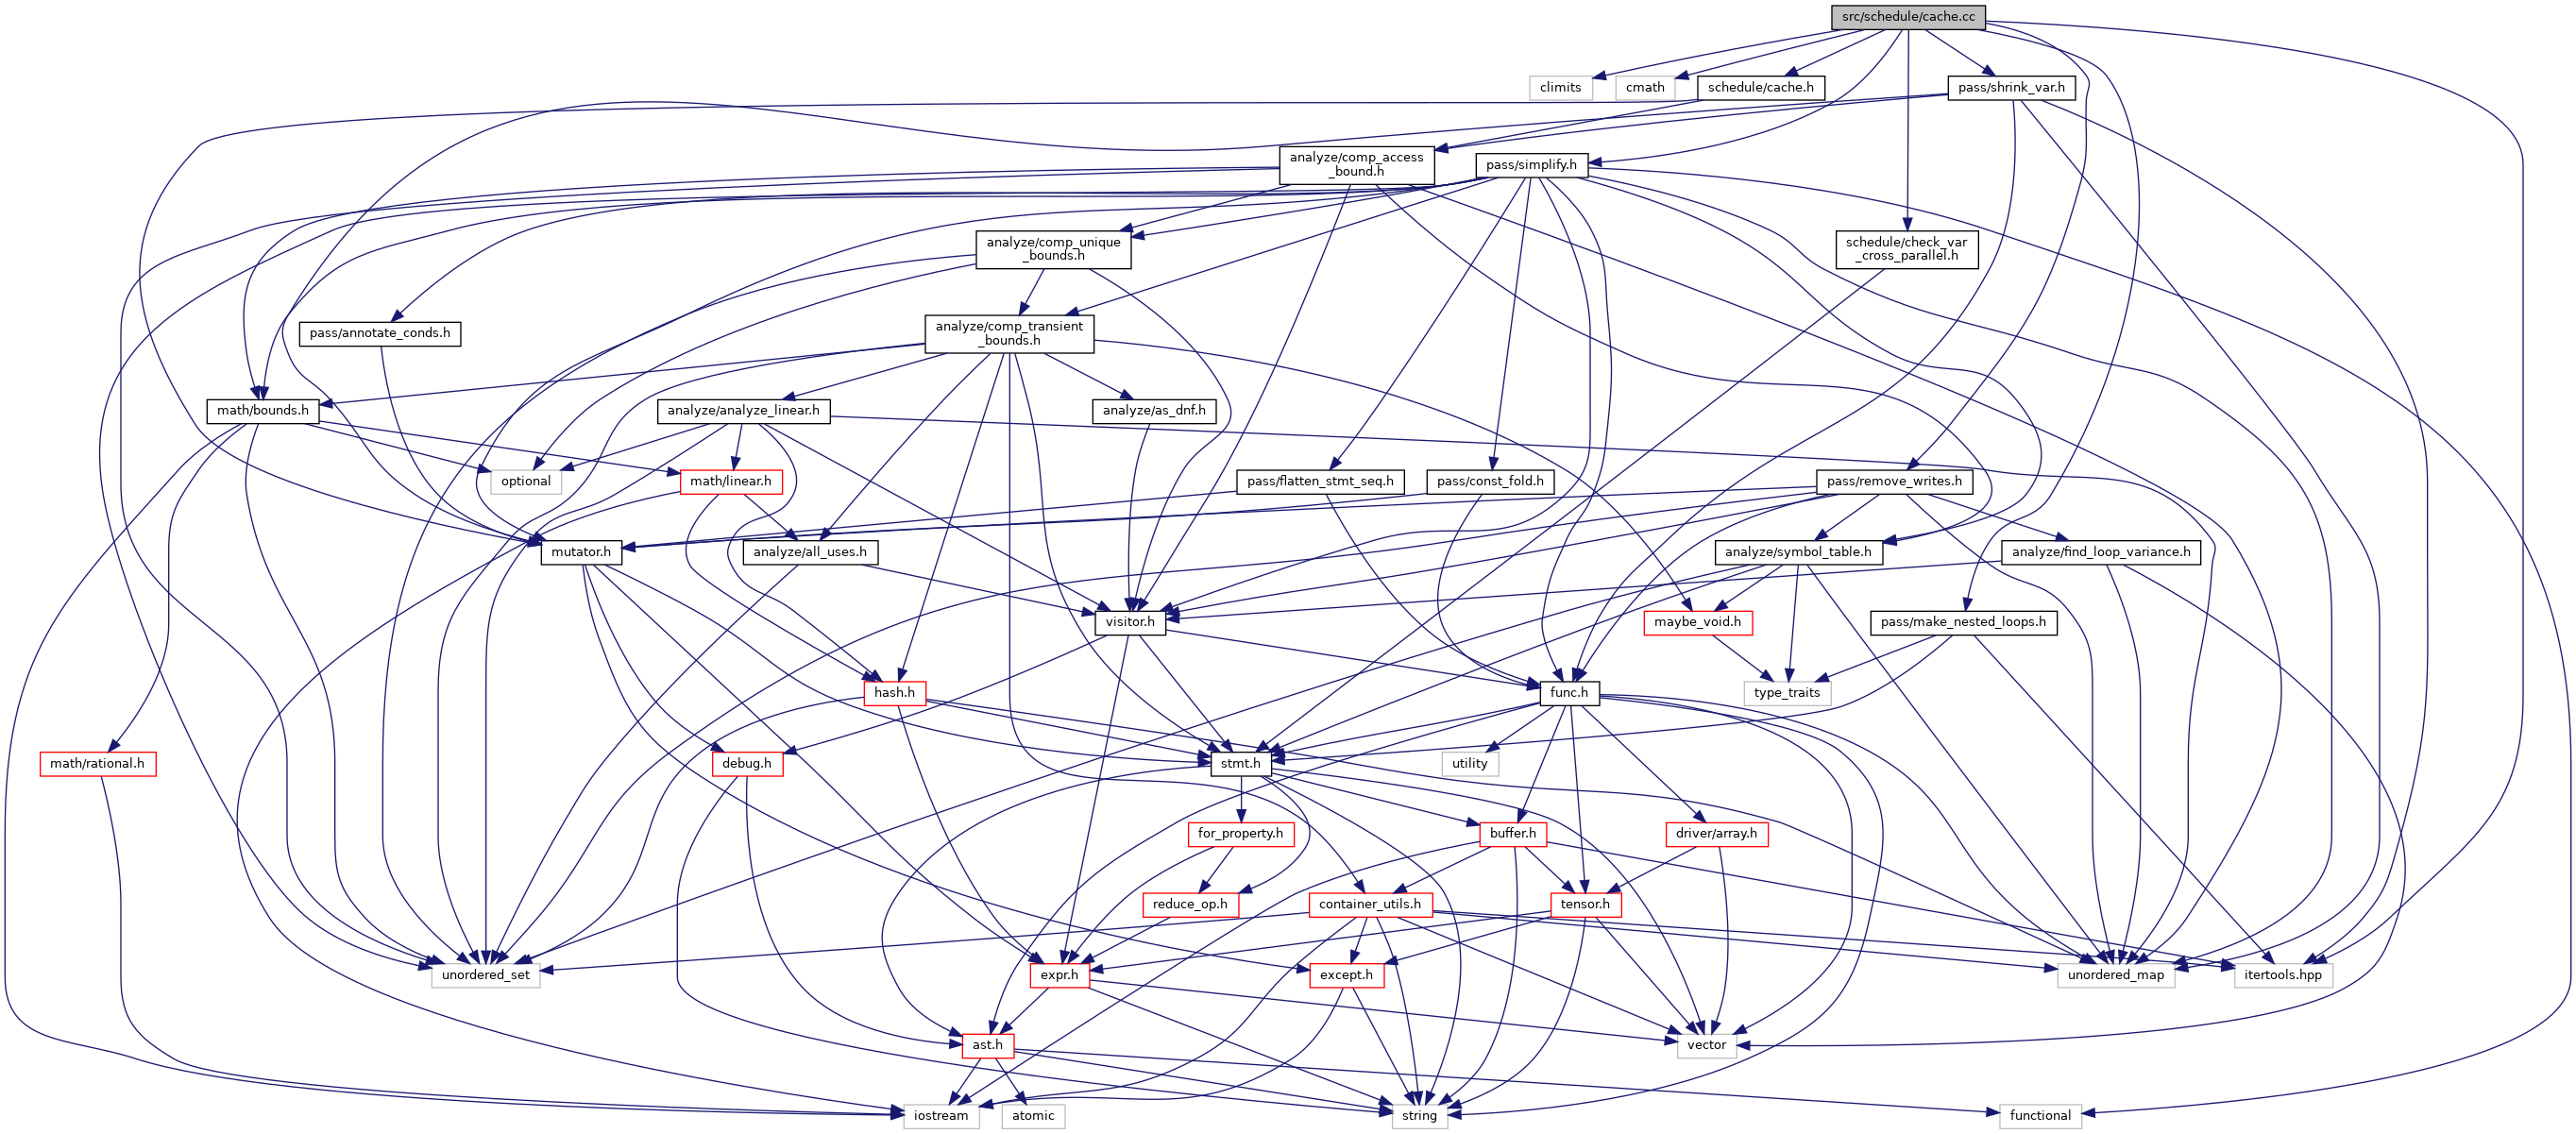 src/schedule/cache.cc
climits
cmath
schedule/cache.h
pass/shrink_var.h
analyze/comp_access
_bound.h
pass/simplify.h
analyze/comp_unique
_bounds.h
schedule/check_var
_cross_parallel.h
pass/annotate_conds.h
analyze/comp_transient
_bounds.h
math/bounds.h
analyze/analyze_linear.h
analyze/as_dnf.h
optional
math/linear.h
pass/flatten_stmt_seq.h
pass/const_fold.h
pass/remove_writes.h
mutator.h
analyze/all_uses.h
analyze/symbol_table.h
analyze/find_loop_variance.h
visitor.h
maybe_void.h
pass/make_nested_loops.h
hash.h
func.h
type_traits
math/rational.h
debug.h
stmt.h
utility
for_property.h
buffer.h
driver/array.h
reduce_op.h
container_utils.h
tensor.h
unordered_set
expr.h
except.h
unordered_map
itertools.hpp
ast.h
vector
iostream
atomic
string
functional